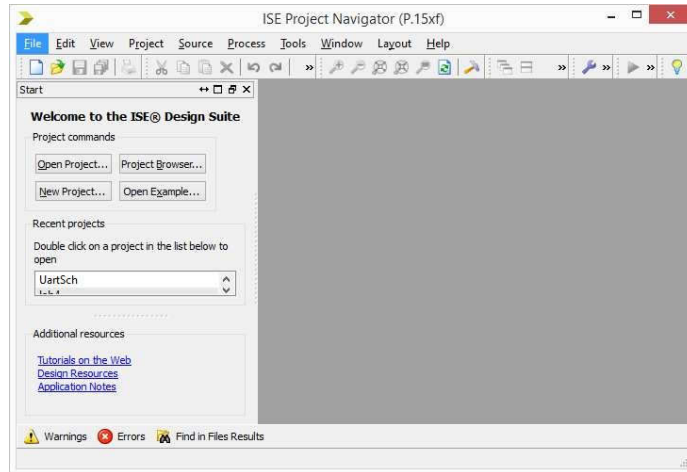 ISE Project Navigator (P.15xf)
File Edit View Project Source Process Tools Window Layout Help
Start
Welcome to the ISE® Design Suite
Project commands
Open Project... Project Browser...
New Project... Open Example...
Recent projects
Double click on a project in the list below to
open
UartSch
Additional resources
Tutorials on the Web
Design Resources
Application Notes
Warnings Errors Find in Files Results